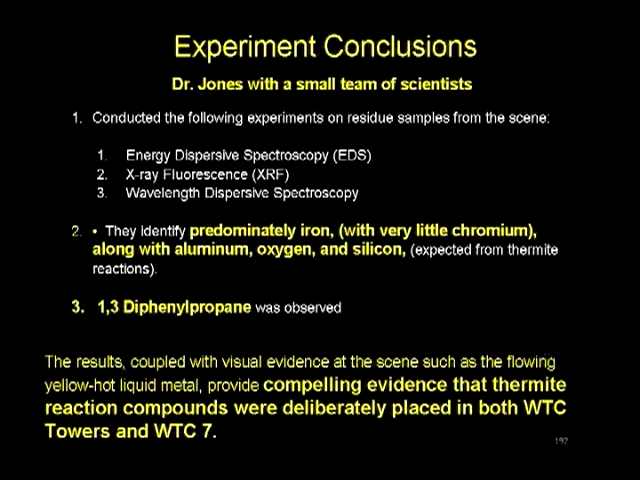 Experiment Conclusions
Dr. Jones with a small team of scientists
1. Conducted the following experiments on residue samples from the scene:
1. Energy Dispersive Spectroscopy (EDS)
2. X-ray Fluorescence (XRF)
3. Wavelength Dispersive Spectroscopy
2. • They identify predominately iron, (with very little chromium),
along with aluminum, oxygen, and silicon, (expected from thermite
reactions).
3. 1,3 Diphenylpropane was observed
The results, coupled with visual evidence at the scene such as the flowing
yellow-hot liquid metal, provide compelling evidence that thermite
reaction compounds were deliberately placed in both WTC
Towers and WTC 7.